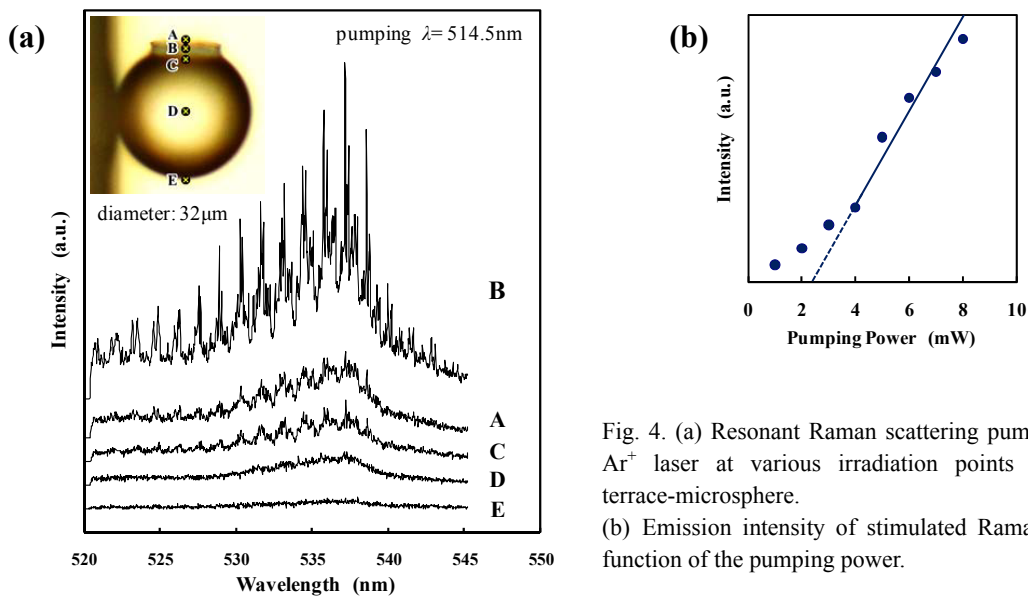 (a)
pumping λ= 514.5nm
A
B
C
D
E
diameter: 32μm
Intensity (a.u.)
B
A
C
D
E
520 525 530 535 540 545 550
Wavelength (nm)
(b)
Intensity (a.u.)
0 2 4 6 8 10
Pumping Power (mW)
Fig. 4. (a) Resonant Raman scattering pum
Ar+ laser at various irradiation points
terrace-microsphere.
(b) Emission intensity of stimulated Rama
function of the pumping power.